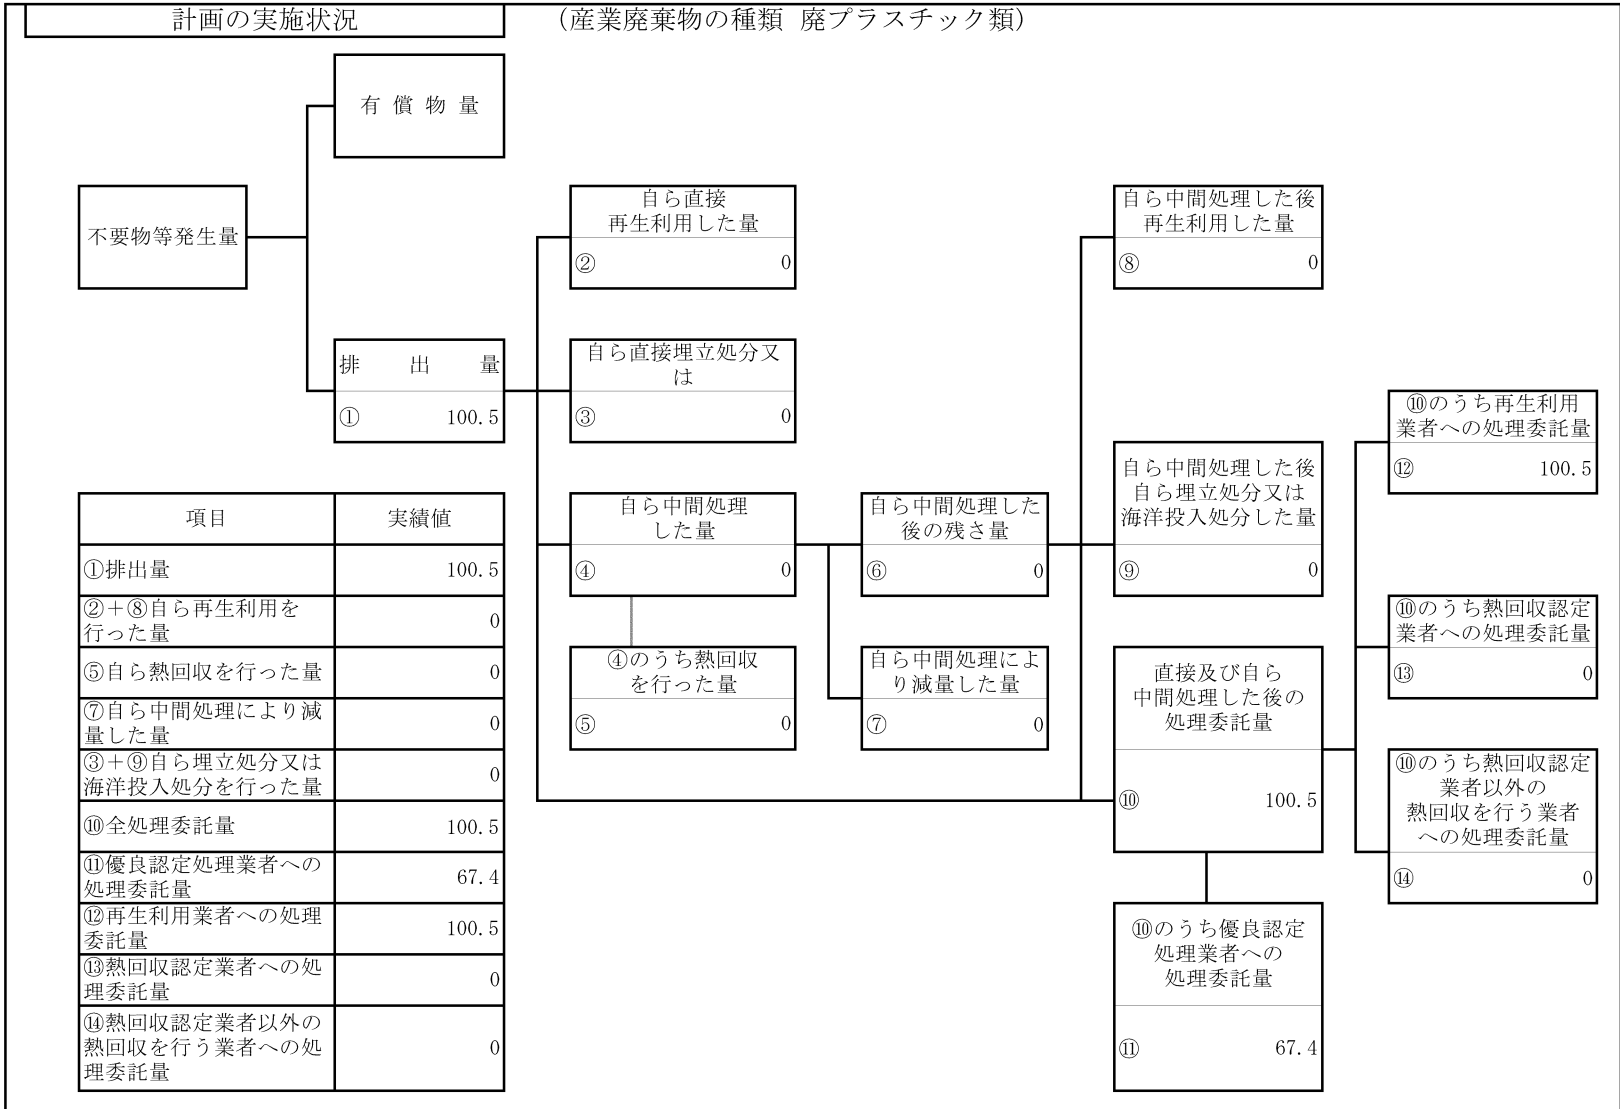 計画の実施状況
（産業廃棄物の種類 廃プラスチック類）
有 償 物 量
不要物等発生量
自ら直接
再生利用した量
② 0
自ら中間処理した後
再生利用した量
⑧ 0
排 出 量
① 100.5
自ら直接埋立処分又
は
③ 0
⑩のうち再生利用
業者への処理委託量
⑫ 100.5
自ら中間処理
した量
④ 0
自ら中間処理した
後の残さ量
⑥ 0
自ら中間処理した後
自ら埋立処分又は
海洋投入処分した量
⑨ 0
⑩のうち熱回収認定
業者への処理委託量
⑬ 0
④のうち熱回収
を行った量
⑤ 0
自ら中間処理によ
り減量した量
⑦ 0
直接及び自ら
中間処理した後の
処理委託量
⑩ 100.5
⑩のうち熱回収認定
業者以外の
熱回収を行う業者
への処理委託量
⑭ 0
⑩のうち優良認定
処理業者への
処理委託量
⑪ 67.4
項目 実績値
①排出量 100.5
②＋⑧自ら再生利用を
行った量 0
⑤自ら熱回収を行った量 0
⑦自ら中間処理により減
量した量 0
③＋⑨自ら埋立処分又は
海洋投入処分を行った量 0
⑩全処理委託量 100.5
⑪優良認定処理業者への
処理委託量 67.4
⑫再生利用業者への処理
委託量 100.5
⑬熱回収認定業者への処
理委託量 0
⑭熱回収認定業者以外の
熱回収を行う業者への処
理委託量 0